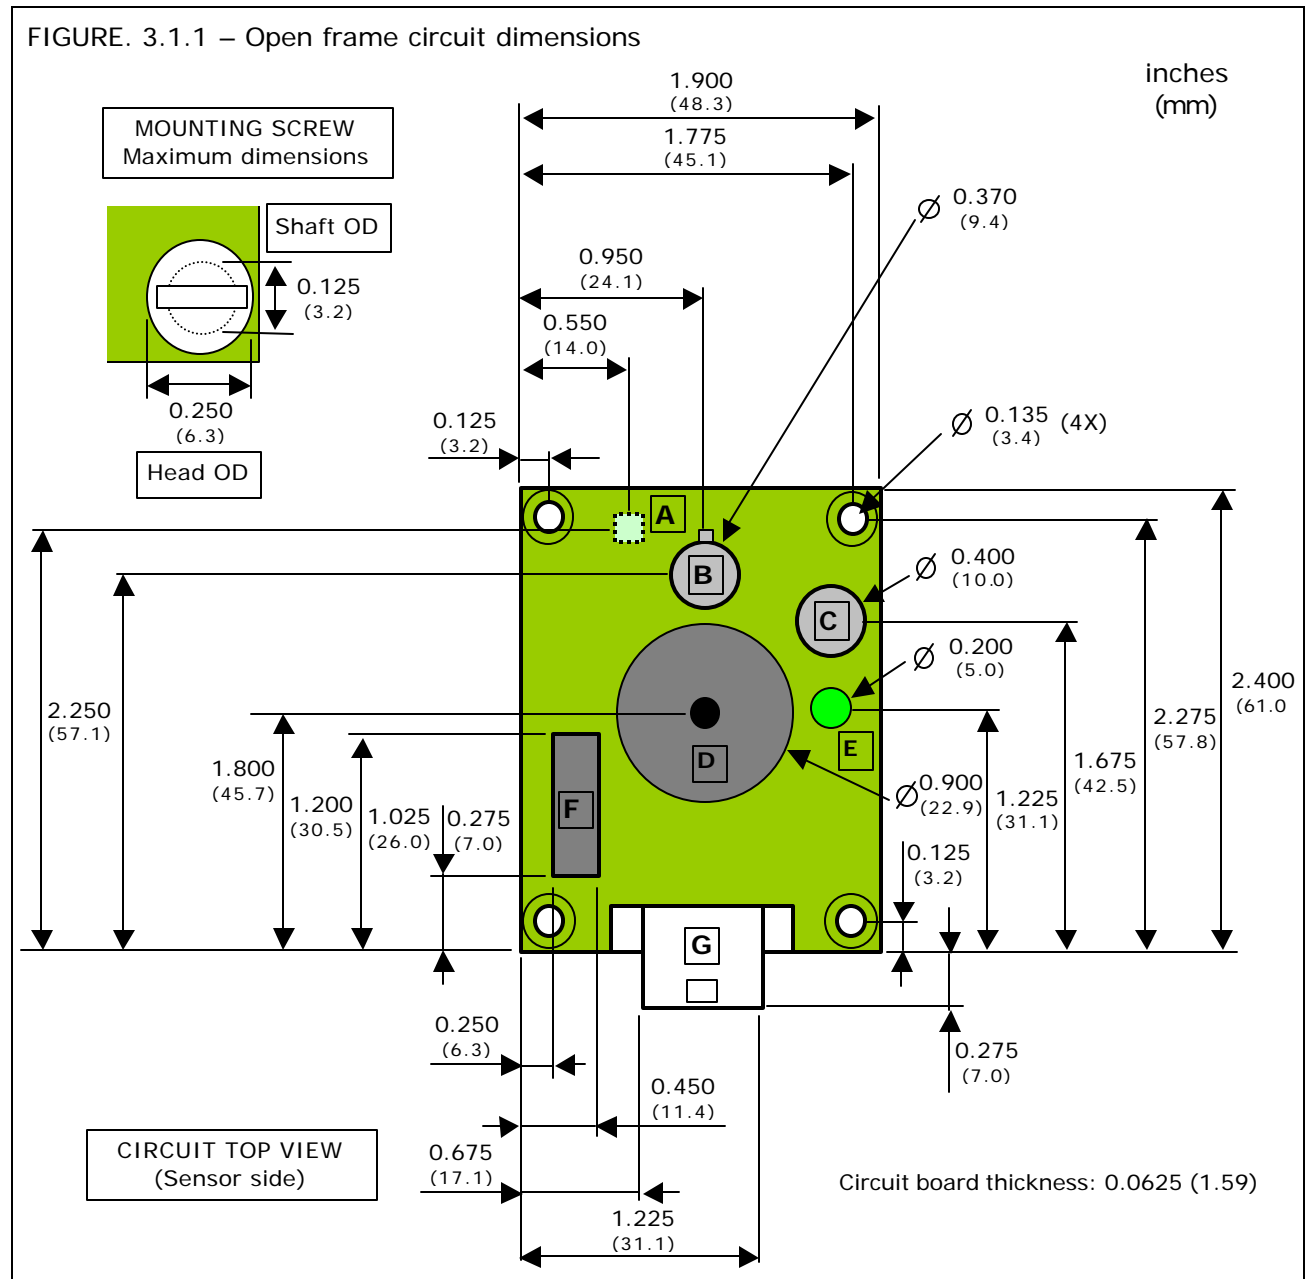 FIGURE. 3.1.1 – Open frame circuit dimensions
inches
(mm)
MOUNTING SCREW
Maximum dimensions
Shaft OD
0.125
(3.2)
0.250
(6.3)
Head OD
1.900
(48.3)
1.775
(45.1)
Ø 0.370
(9.4)
0.950
(24.1)
0.550
(14.0)
0.125
(3.2)
Ø 0.135 (4X)
(3.4)
A
B
C
D
E
F
G
Ø 0.400
(10.0)
Ø 0.200
(5.0)
Ø 0.900
(22.9)
2.250
(57.1)
1.800
(45.7)
1.200
(30.5)
1.025
(26.0)
0.275
(7.0)
2.400
(61.0
2.275
(57.8)
1.675
(42.5)
1.225
(31.1)
0.125
(3.2)
0.275
(7.0)
0.250
(6.3)
0.450
(11.4)
0.675
(17.1)
1.225
(31.1)
CIRCUIT TOP VIEW
(Sensor side)
Circuit board thickness: 0.0625 (1.59)